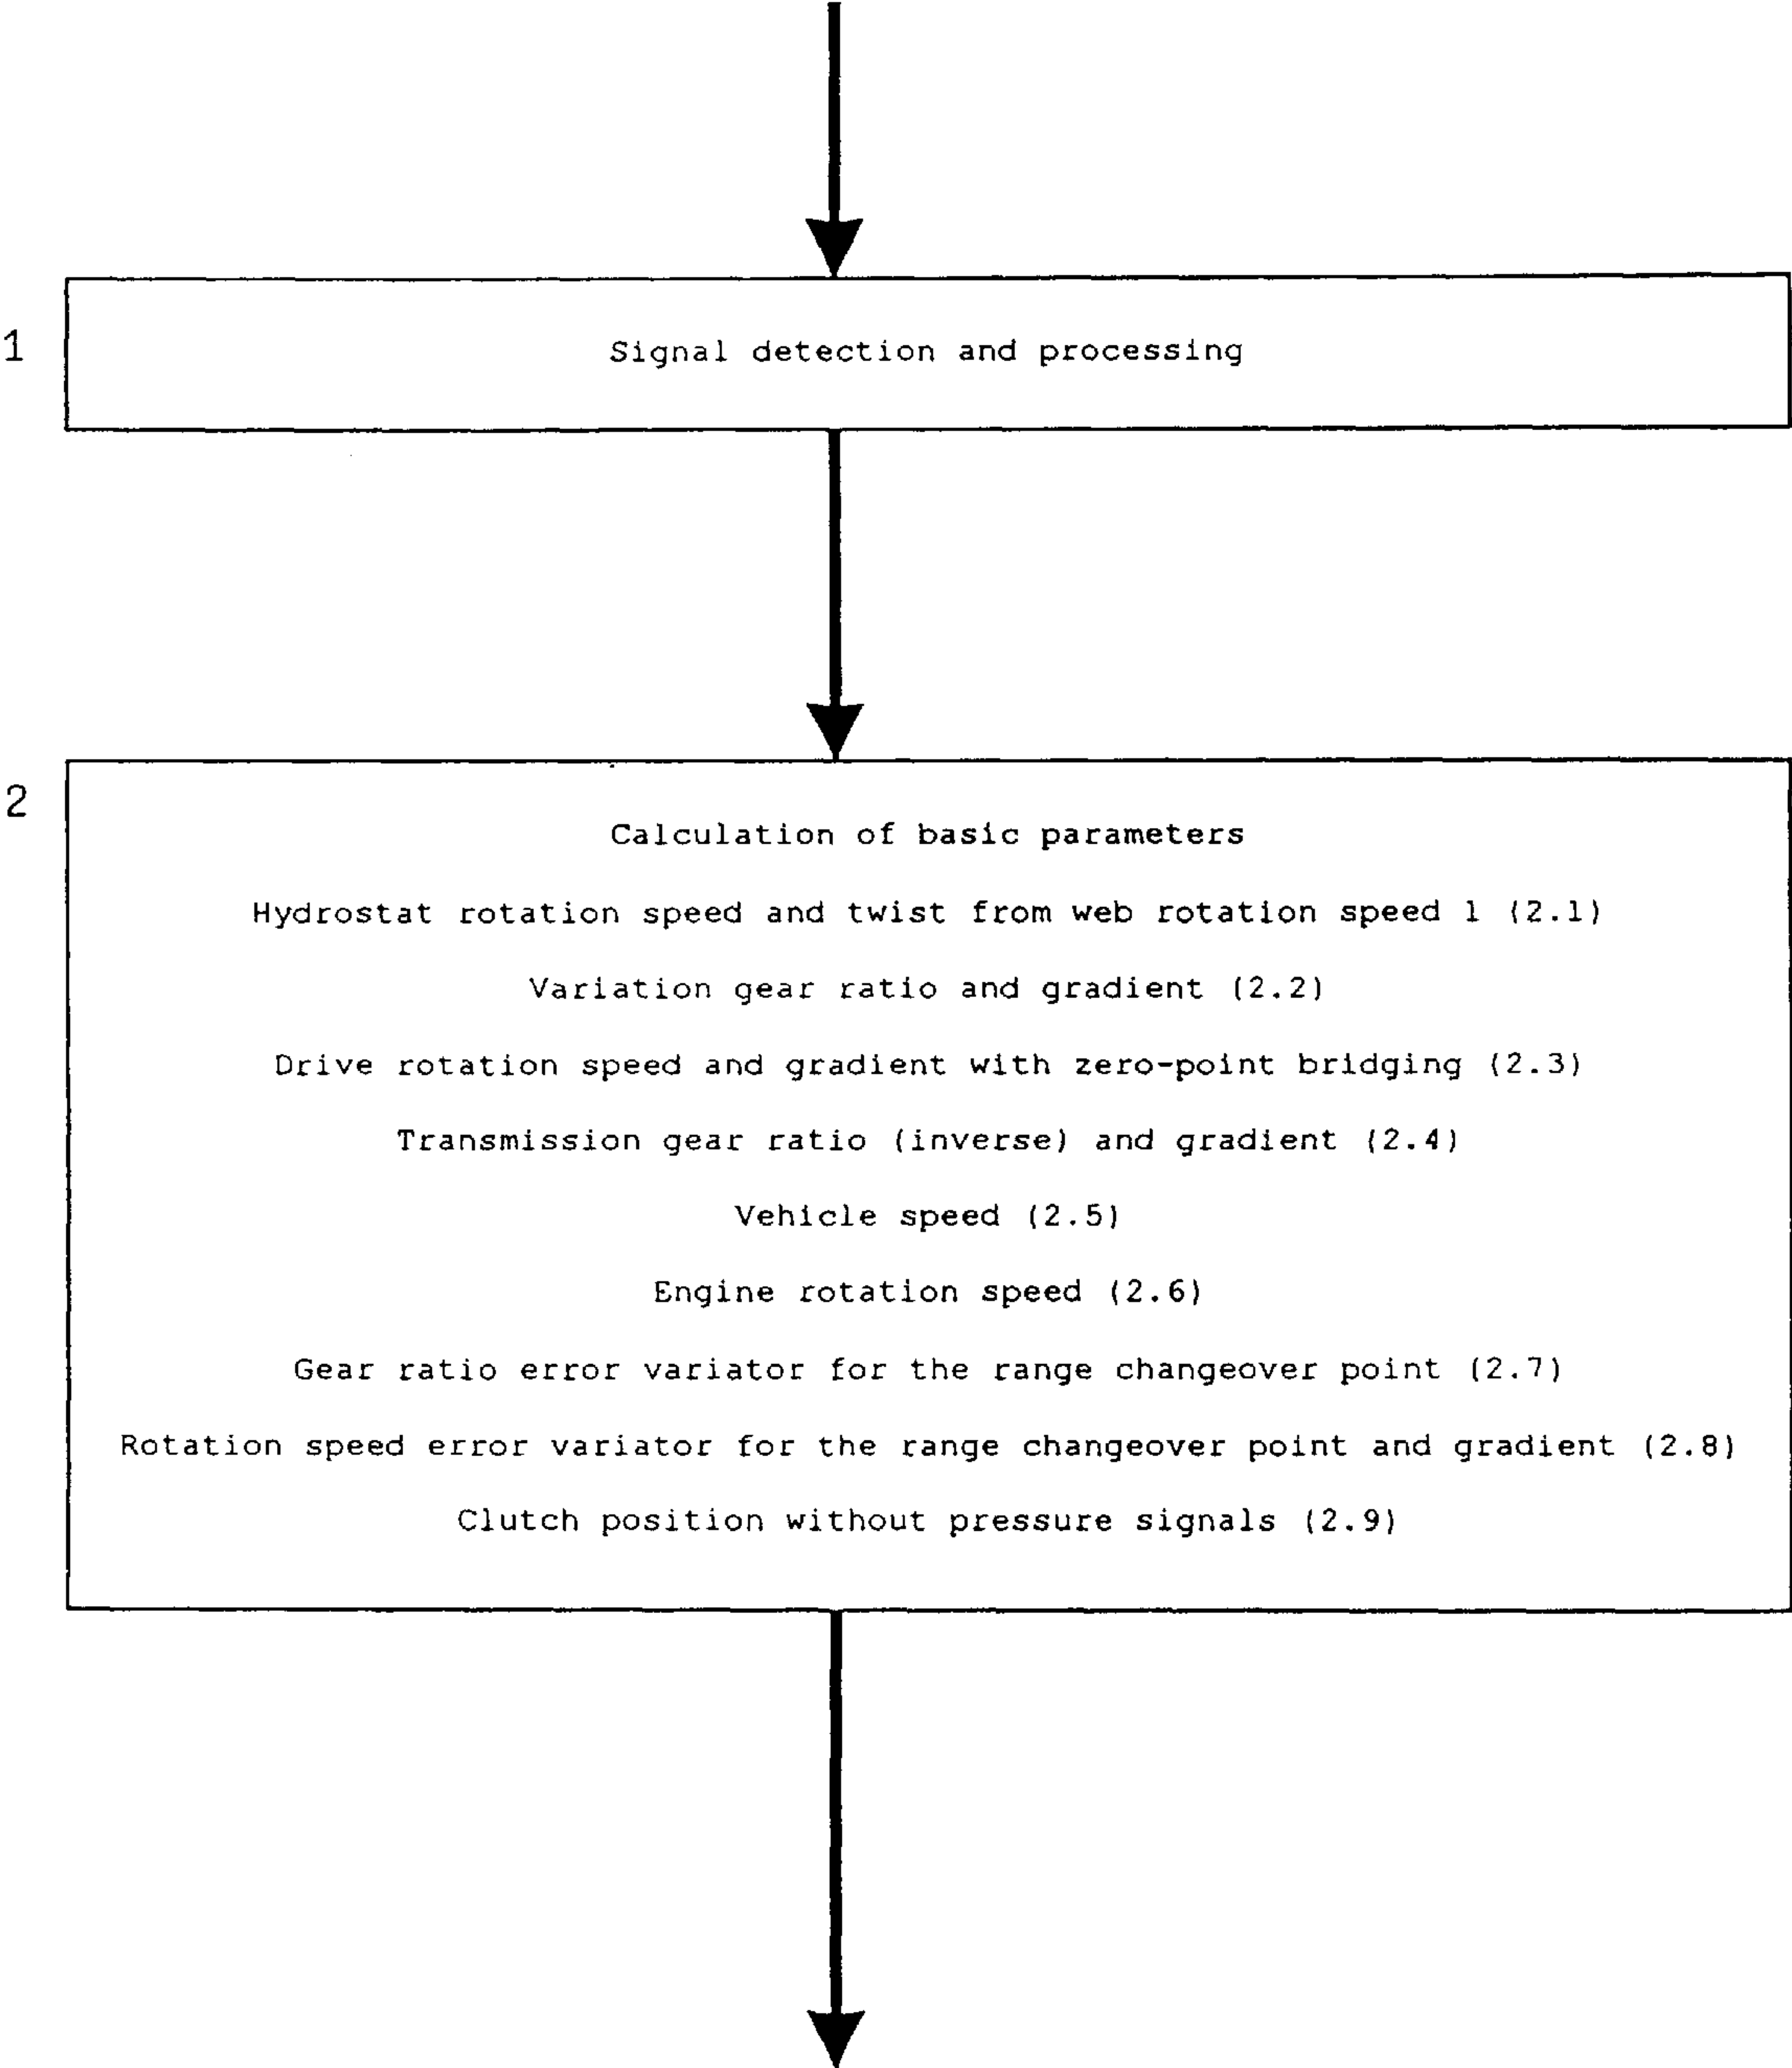 1
Signal detection and processing
2
Calculation of basic parameters
Hydrostat rotation speed and twist from web rotation speed 1 (2.1)
Variation gear ratio and gradient (2.2)
Drive rotation speed and gradient with zero-point bridging (2.3)
Transmission gear ratio (inverse) and gradient (2.4)
Vehicle speed (2.5)
Engine rotation speed (2.6)
Gear ratio error variator for the range changeover point (2.7)
Rotation speed error variator for the range changeover point and gradient (2.8)
Clutch position without pressure signals (2.9)